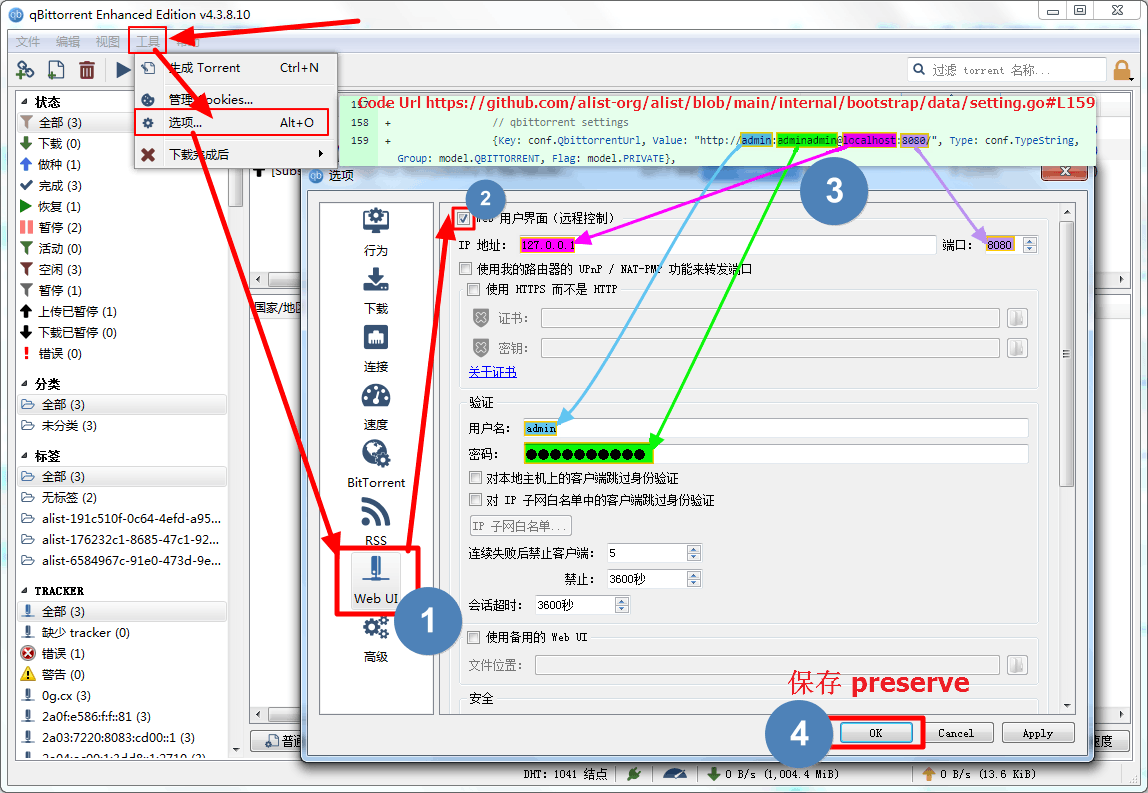 qBittorrent Enhanced Edition v4.3.8.10
文件 编辑 视图 工具
过滤 torrent 名称...
生成 Torrent Ctrl+N
管理 Cookies...
选项... Alt+O
下载完成后
Code Url https://github.com/alist-org/alist/blob/main/internal/bootstrap/data/setting.go#L159
158 + // qbittorrent settings
159 + {Key: conf.QbittorrentUrl, Value: "http://admin:adminadmin@localhost:8080/", Type: conf.TypeString,
Group: model.QBITTORRENT, Flag: model.PRIVATE},
状态
全部 (3)
下载 (0)
做种 (1)
完成 (3)
恢复 (1)
暂停 (2)
活动 (0)
空闲 (3)
暂停 (1)
上传已暂停 (1)
下载已暂停 (0)
错误 (0)
分类
全部 (3)
未分类 (3)
标签
全部 (3)
无标签 (2)
alist-191c510f-0c64-4efd-a95...
alist-176232c1-8685-47c1-92...
alist-6584967c-91e0-473d-9e...
TRACKER
全部 (3)
缺少 tracker (0)
错误 (1)
警告 (0)
0g.cx (3)
2a0f:e586:f:f::81 (3)
2a03:7220:8083:cd00::1 (3)
[Subs
国家/地区
普通
选项
行为
下载
连接
速度
BitTorrent
RSS
Web UI
高级
1
2
3
4
Web 用户界面（远程控制）
IP 地址: 127.0.0.1 端口: 8080
使用我的路由器的 UPnP / NAT-PMP 功能来转发端口
使用 HTTPS 而不是 HTTP
证书:
密钥:
关于证书
验证
用户名: admin
密码: ●●●●●●●●●●
对本地主机上的客户端跳过身份验证
对 IP 子网白名单中的客户端跳过身份验证
IP 子网白名单...
连续失败后禁止客户端: 5
禁止: 3600秒
会话超时: 3600秒
使用备用的 Web UI
文件位置:
安全
保存 preserve
OK Cancel Apply
速度
DHT: 1041 结点 0 B/s (1,004.4 MiB) 0 B/s (13.6 KiB)